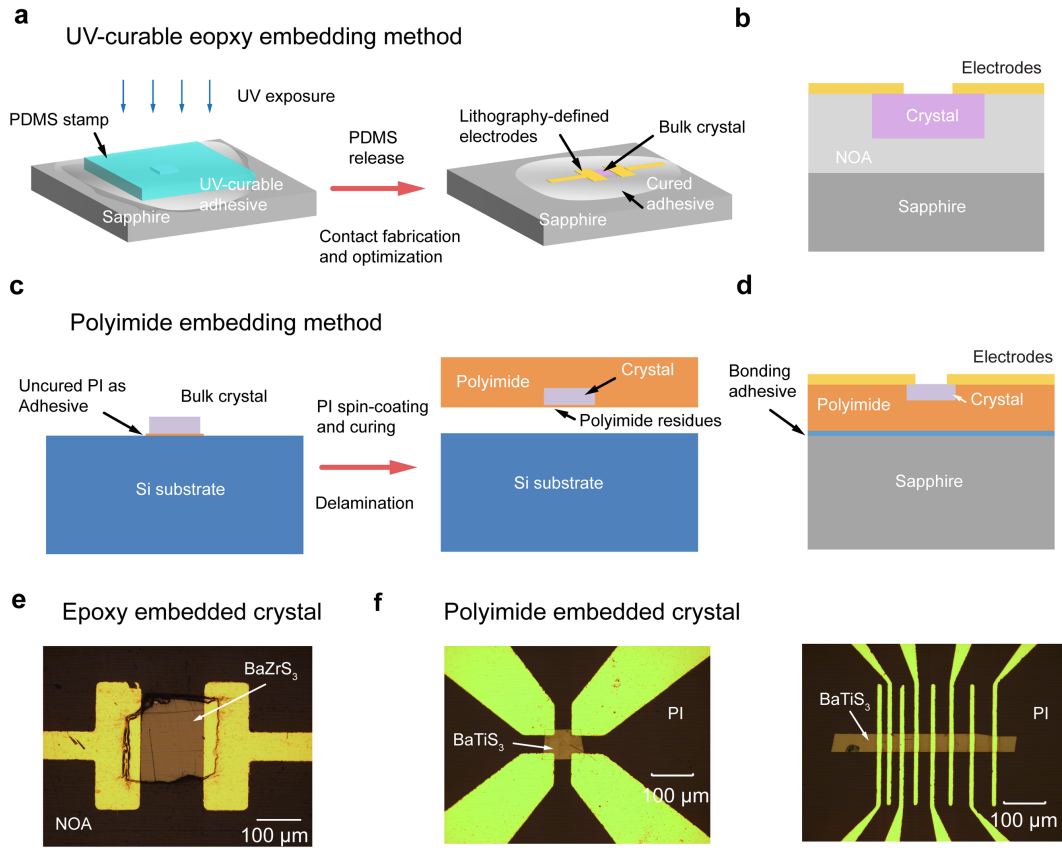 a
UV-curable eopxy embedding method
UV exposure
PDMS stamp
UV-curable
adhesive
Sapphire
PDMS
release
Contact fabrication
and optimization
Lithography-defined
electrodes
Bulk crystal
Cured
adhesive
Sapphire
b
Electrodes
Crystal
NOA
Sapphire
c
Polyimide embedding method
Uncured PI as
Adhesive
Bulk crystal
Si substrate
PI spin-coating
and curing
Delamination
Polyimide
Crystal
Polyimide residues
Si substrate
d
Electrodes
Bonding
adhesive
Polyimide
Crystal
Sapphire
e
Epoxy embedded crystal
BaZrS₃
NOA
100 μm
f
Polyimide embedded crystal
BaTiS₃
PI
100 μm
BaTiS₃
PI
100 μm